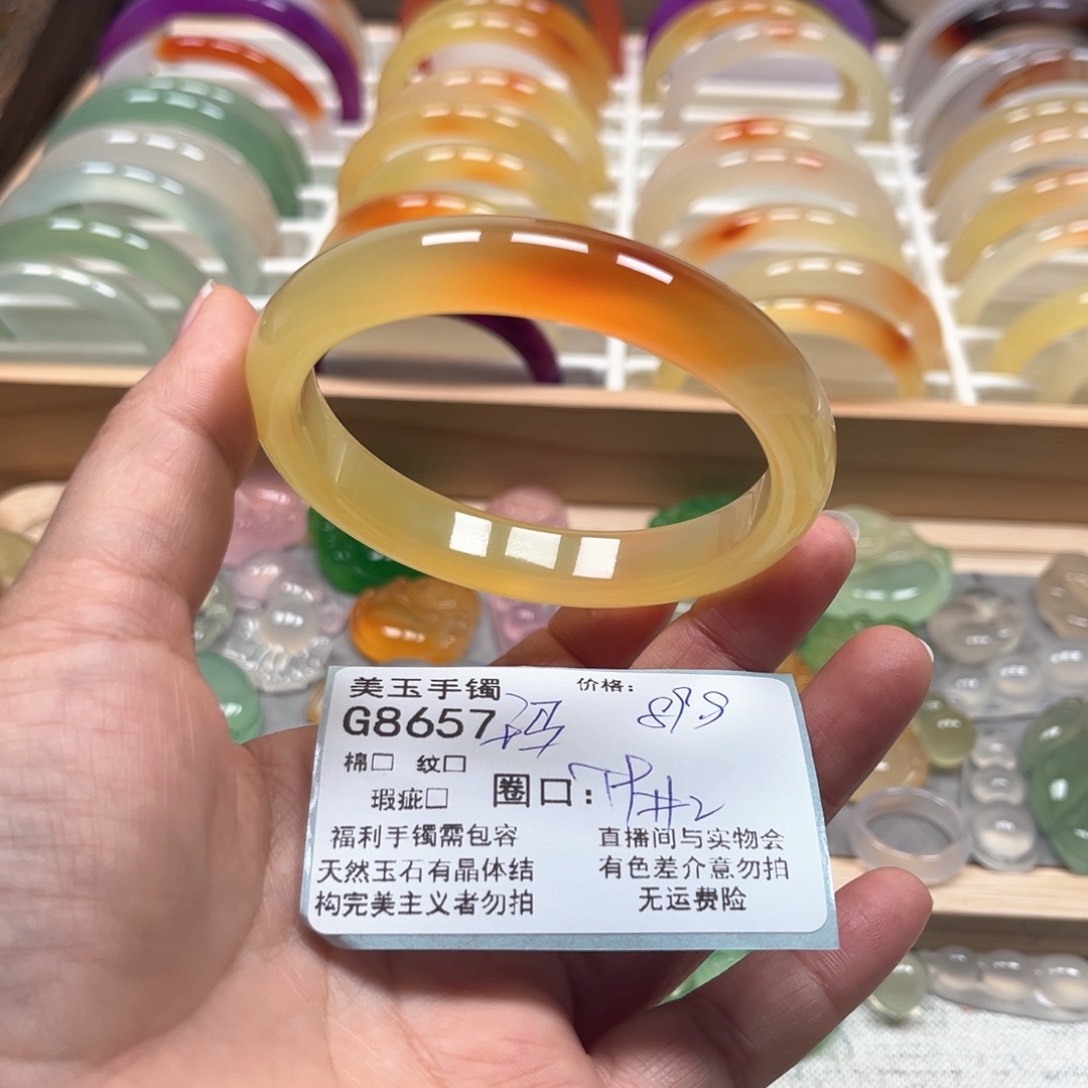 美玉手镯 价格: 898
G8657
棉□ 纹□
瑕疵□ 圈口:
福利手镯需包容
天然玉石有晶体结
构完美主义者勿拍
直播间与实物会
有色差介意勿拍
无运费险